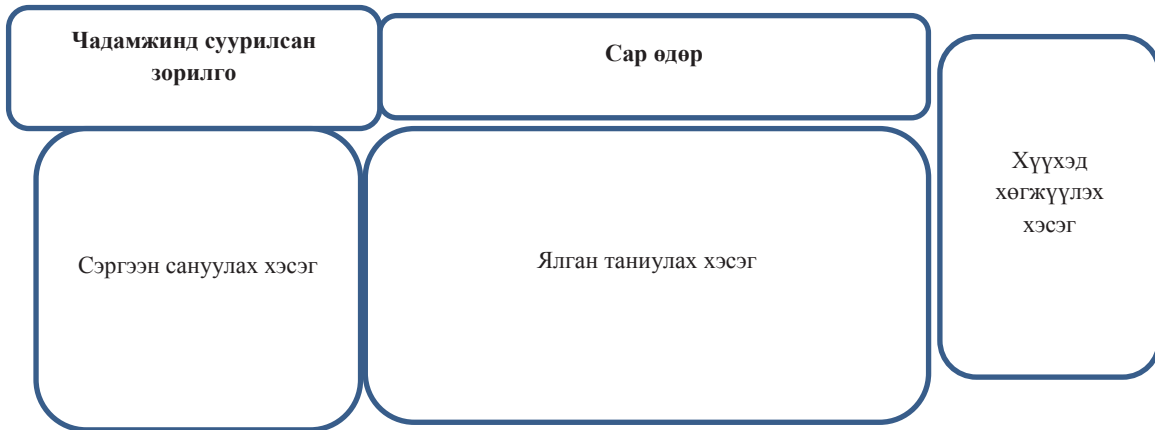 Чадамжинд суурилсан
зорилго
Сар өдөр
Хүүхэд
хөгжүүлэх
хэсэг
Сэргээн сануулах хэсэг
Ялган таниулах хэсэг